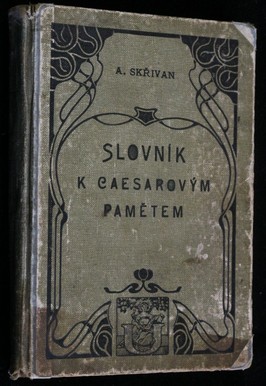 A. SKŘIVAN
SLOVNÍK
K CAESAROVÝM
PAMĚTEM